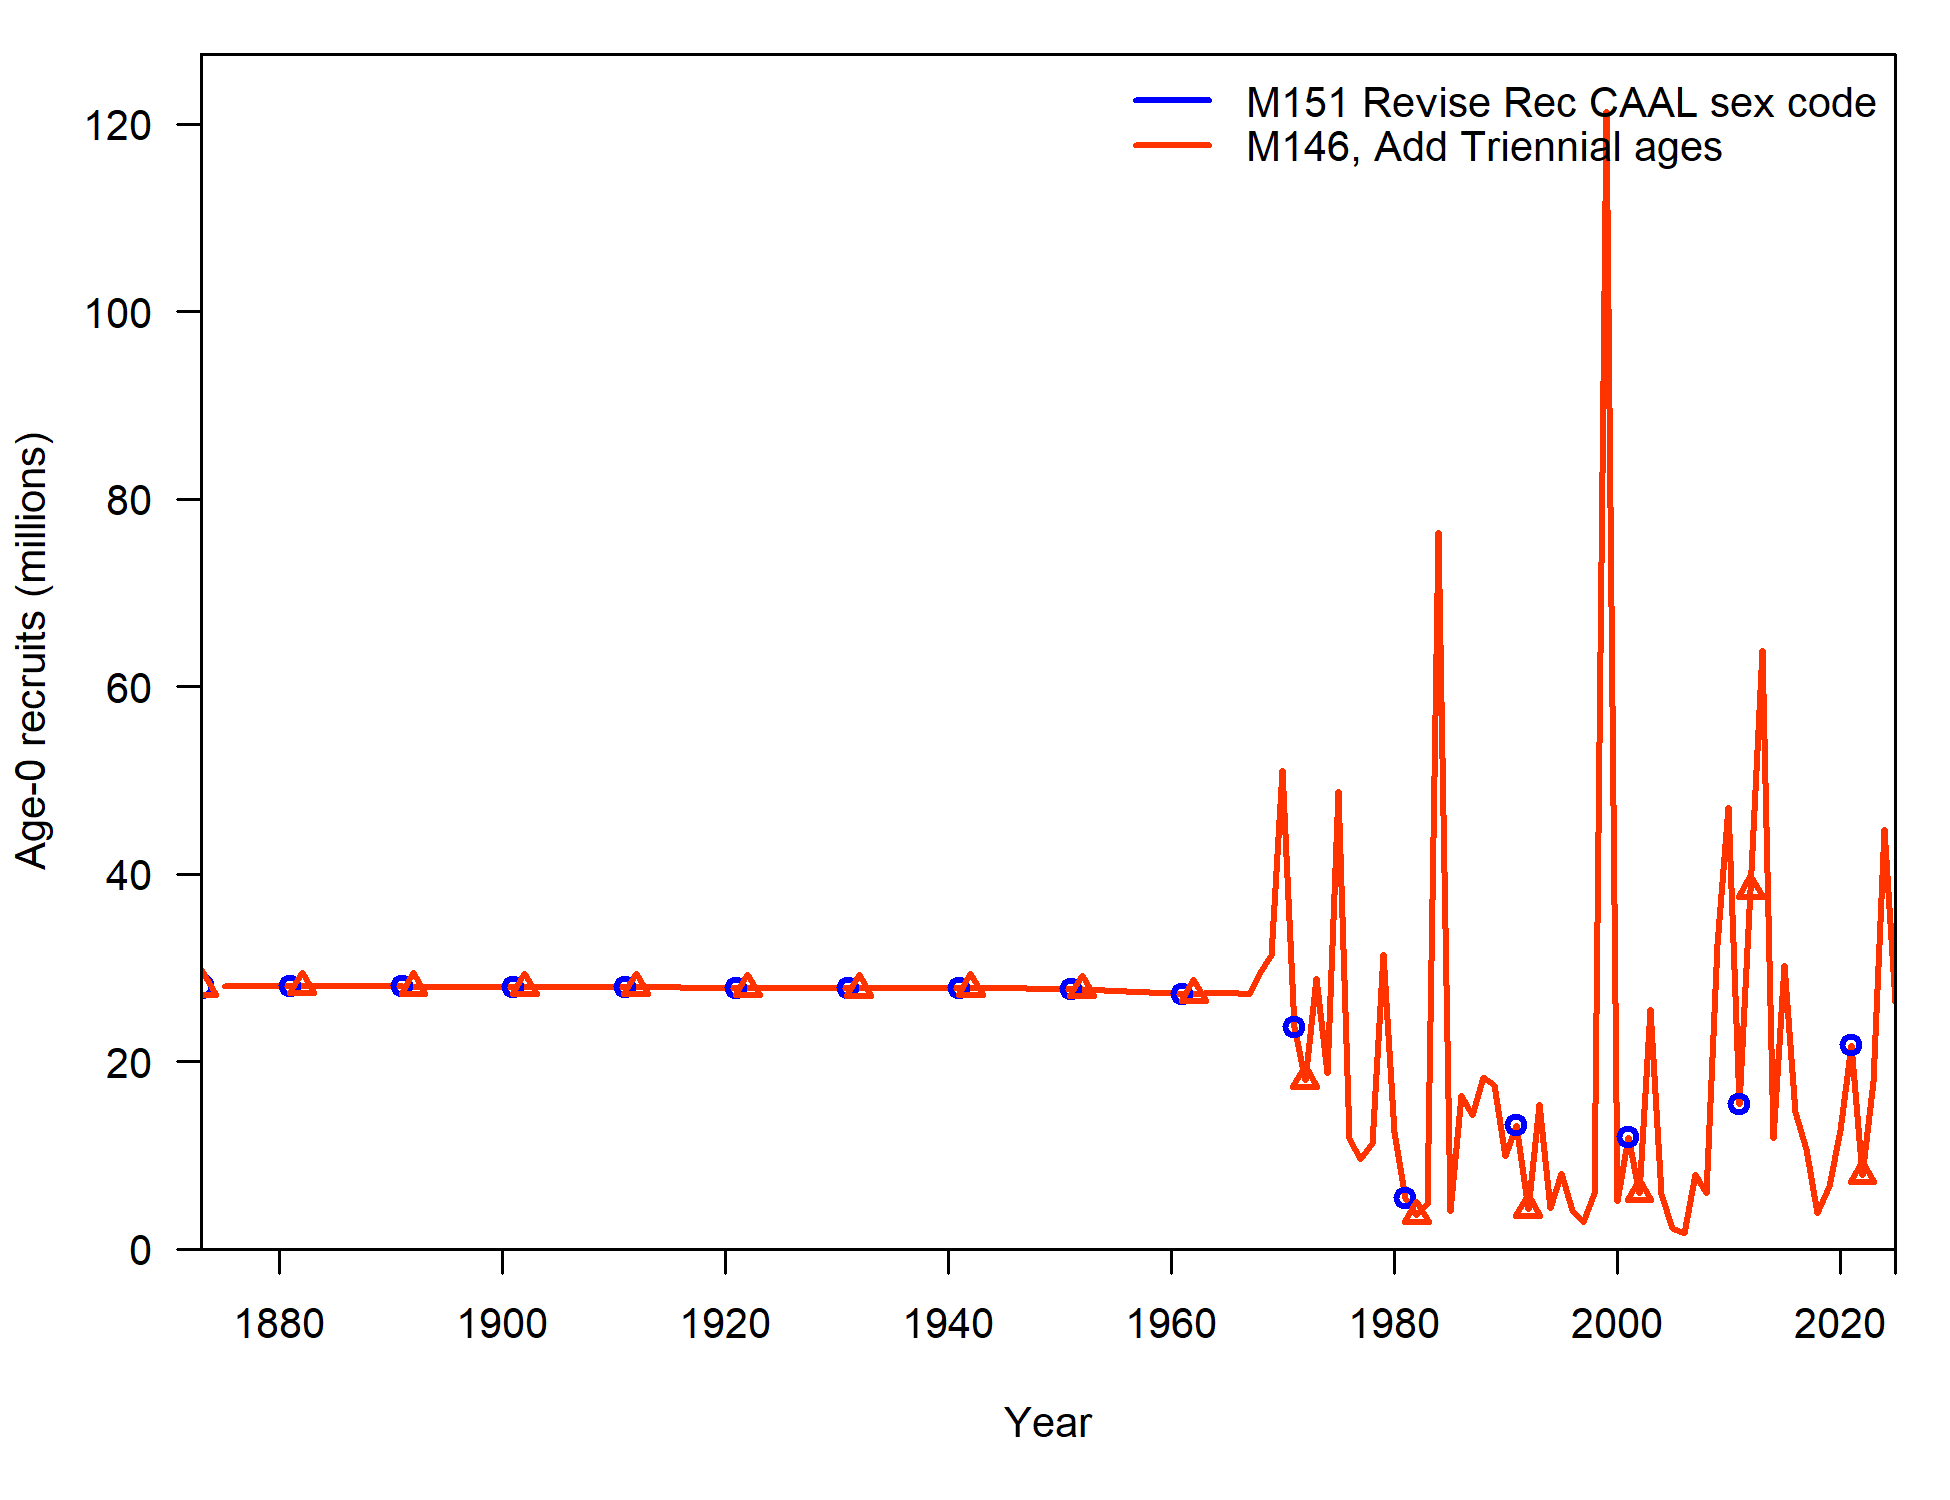 M151 Revise Rec CAAL sex code
M146, Add Triennial ages
120
100
80
60
40
20
0
Age-0 recruits (millions)
1880 1900 1920 1940 1960 1980 2000 2020
Year